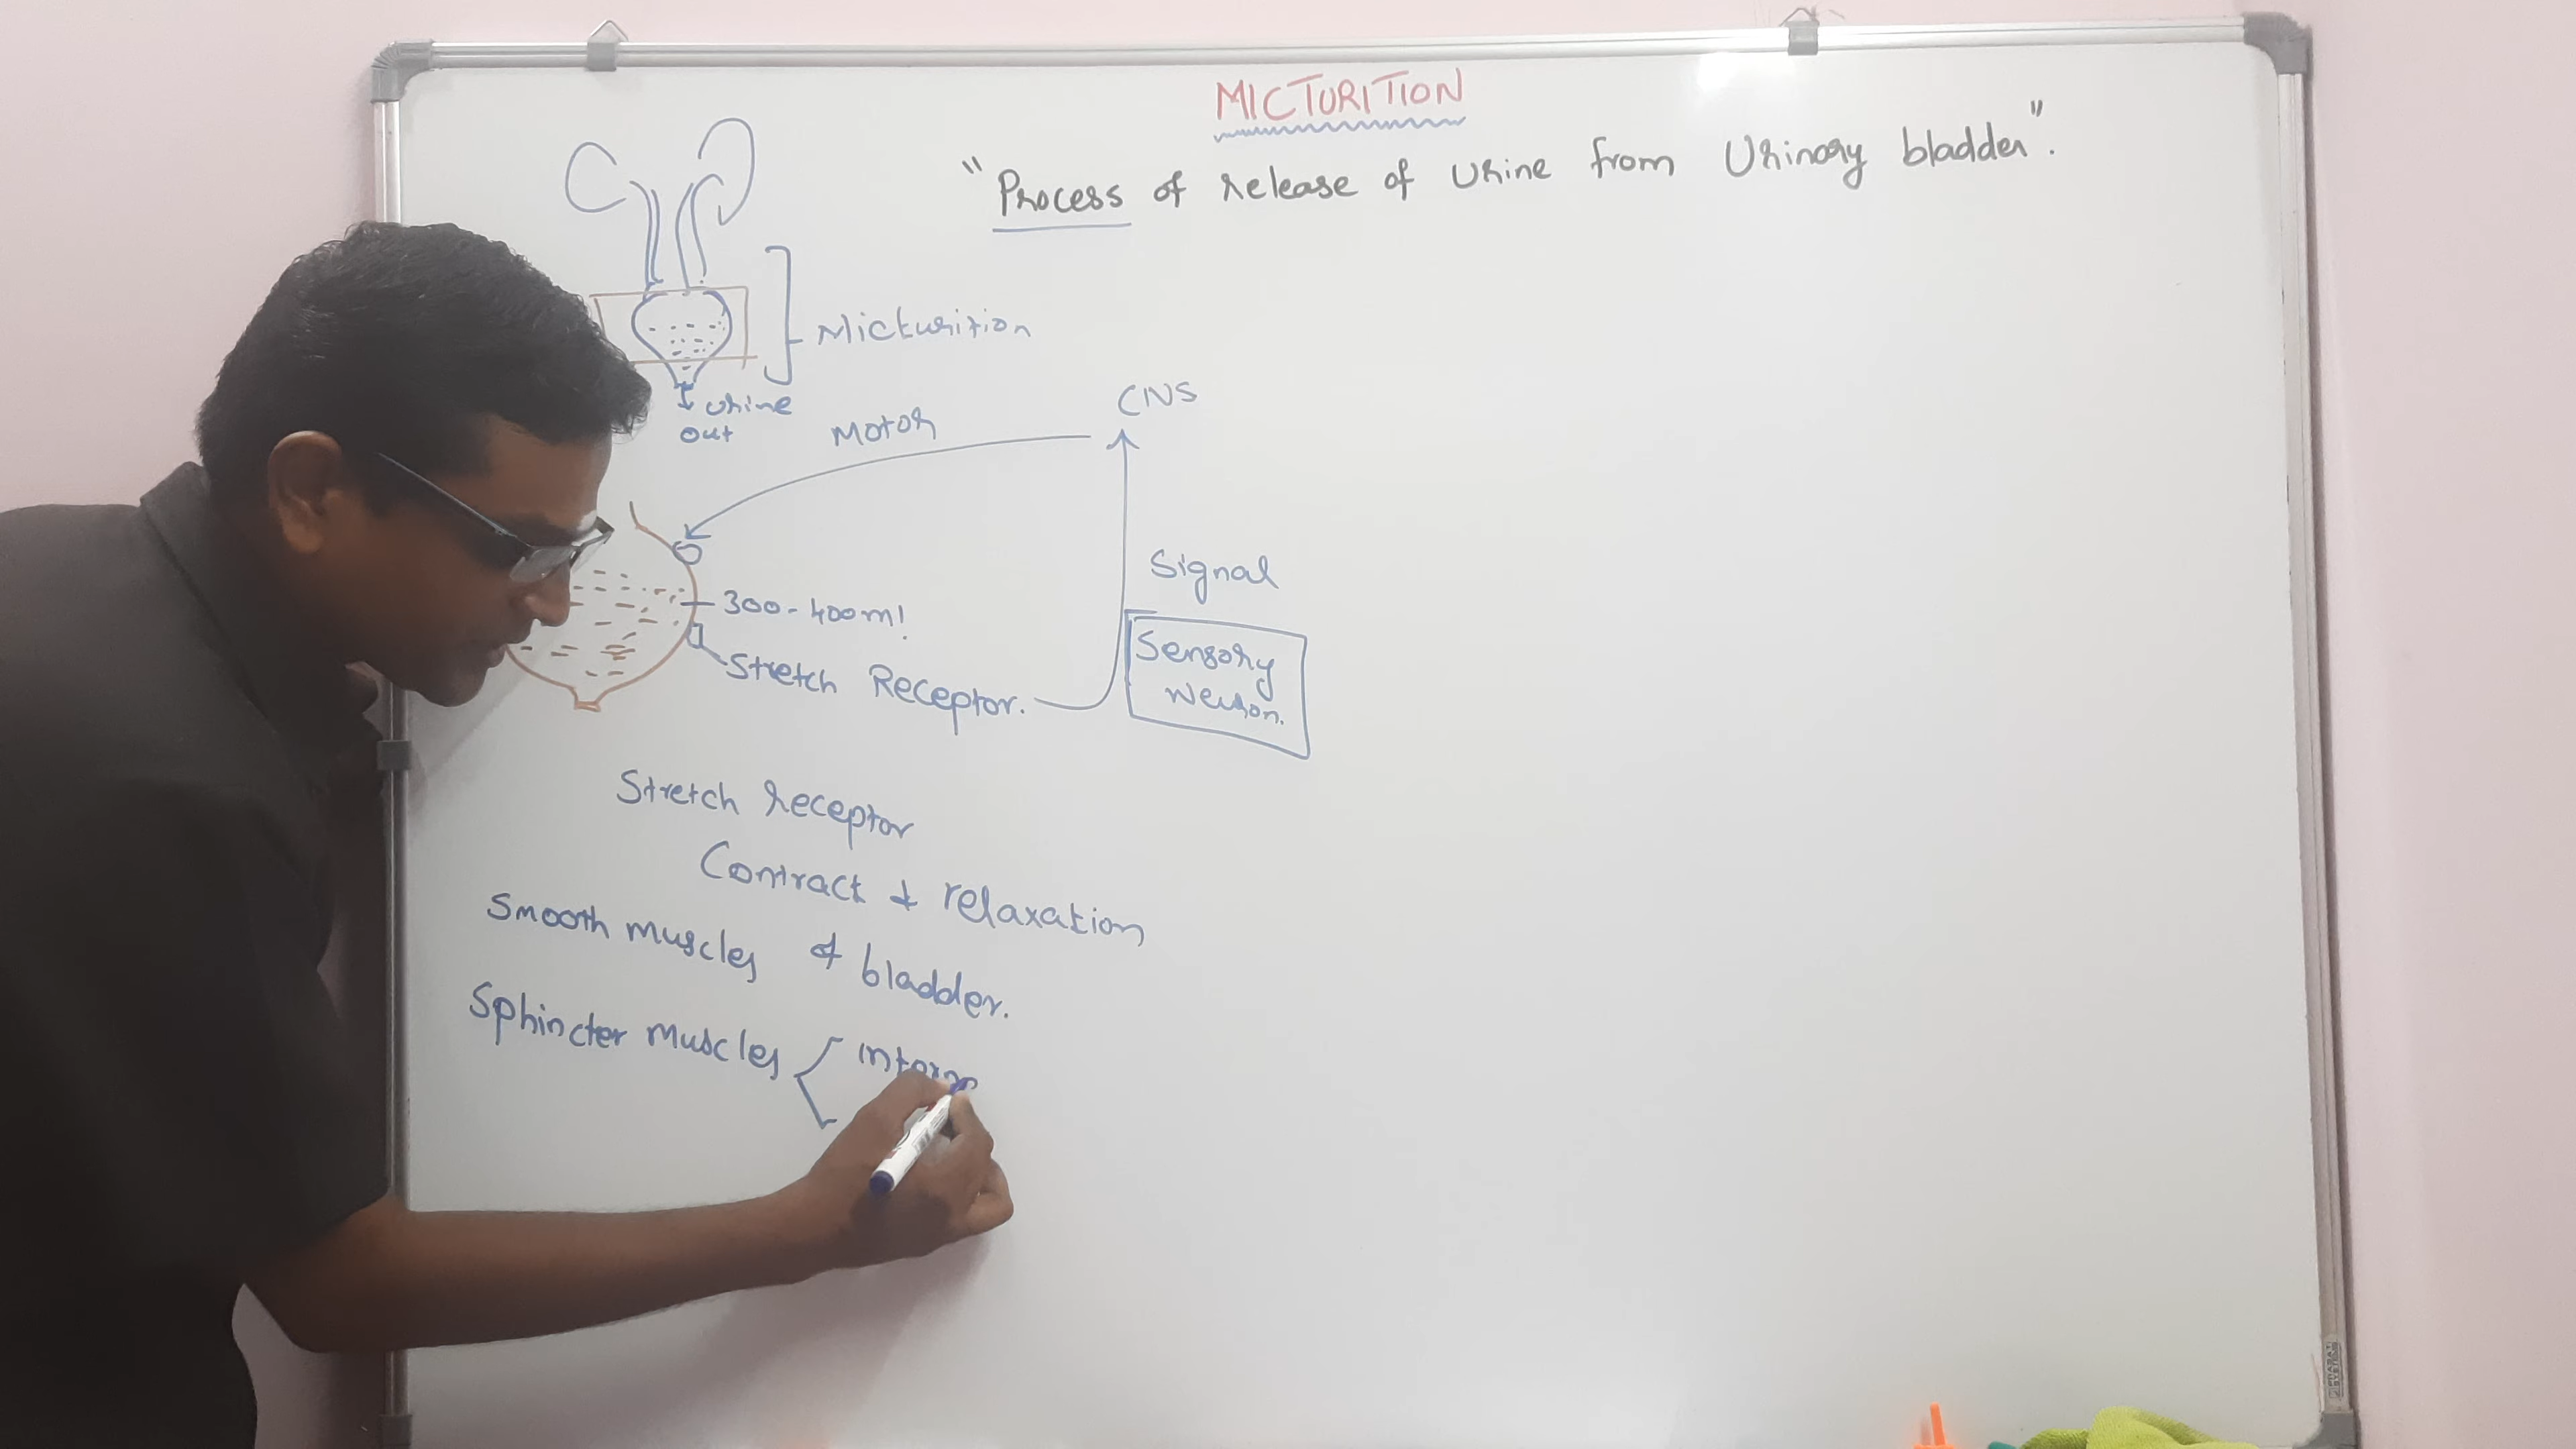 MICTURITION
"Process of release of Urine from Urinary bladder".
Micturition
urine
out
CNS
Motor
Signal
300-400ml
Sensory
Neuron.
Stretch Receptor.
Stretch receptor
Contract & relaxation
Smooth muscles of bladder.
Sphincter Muscles
intern